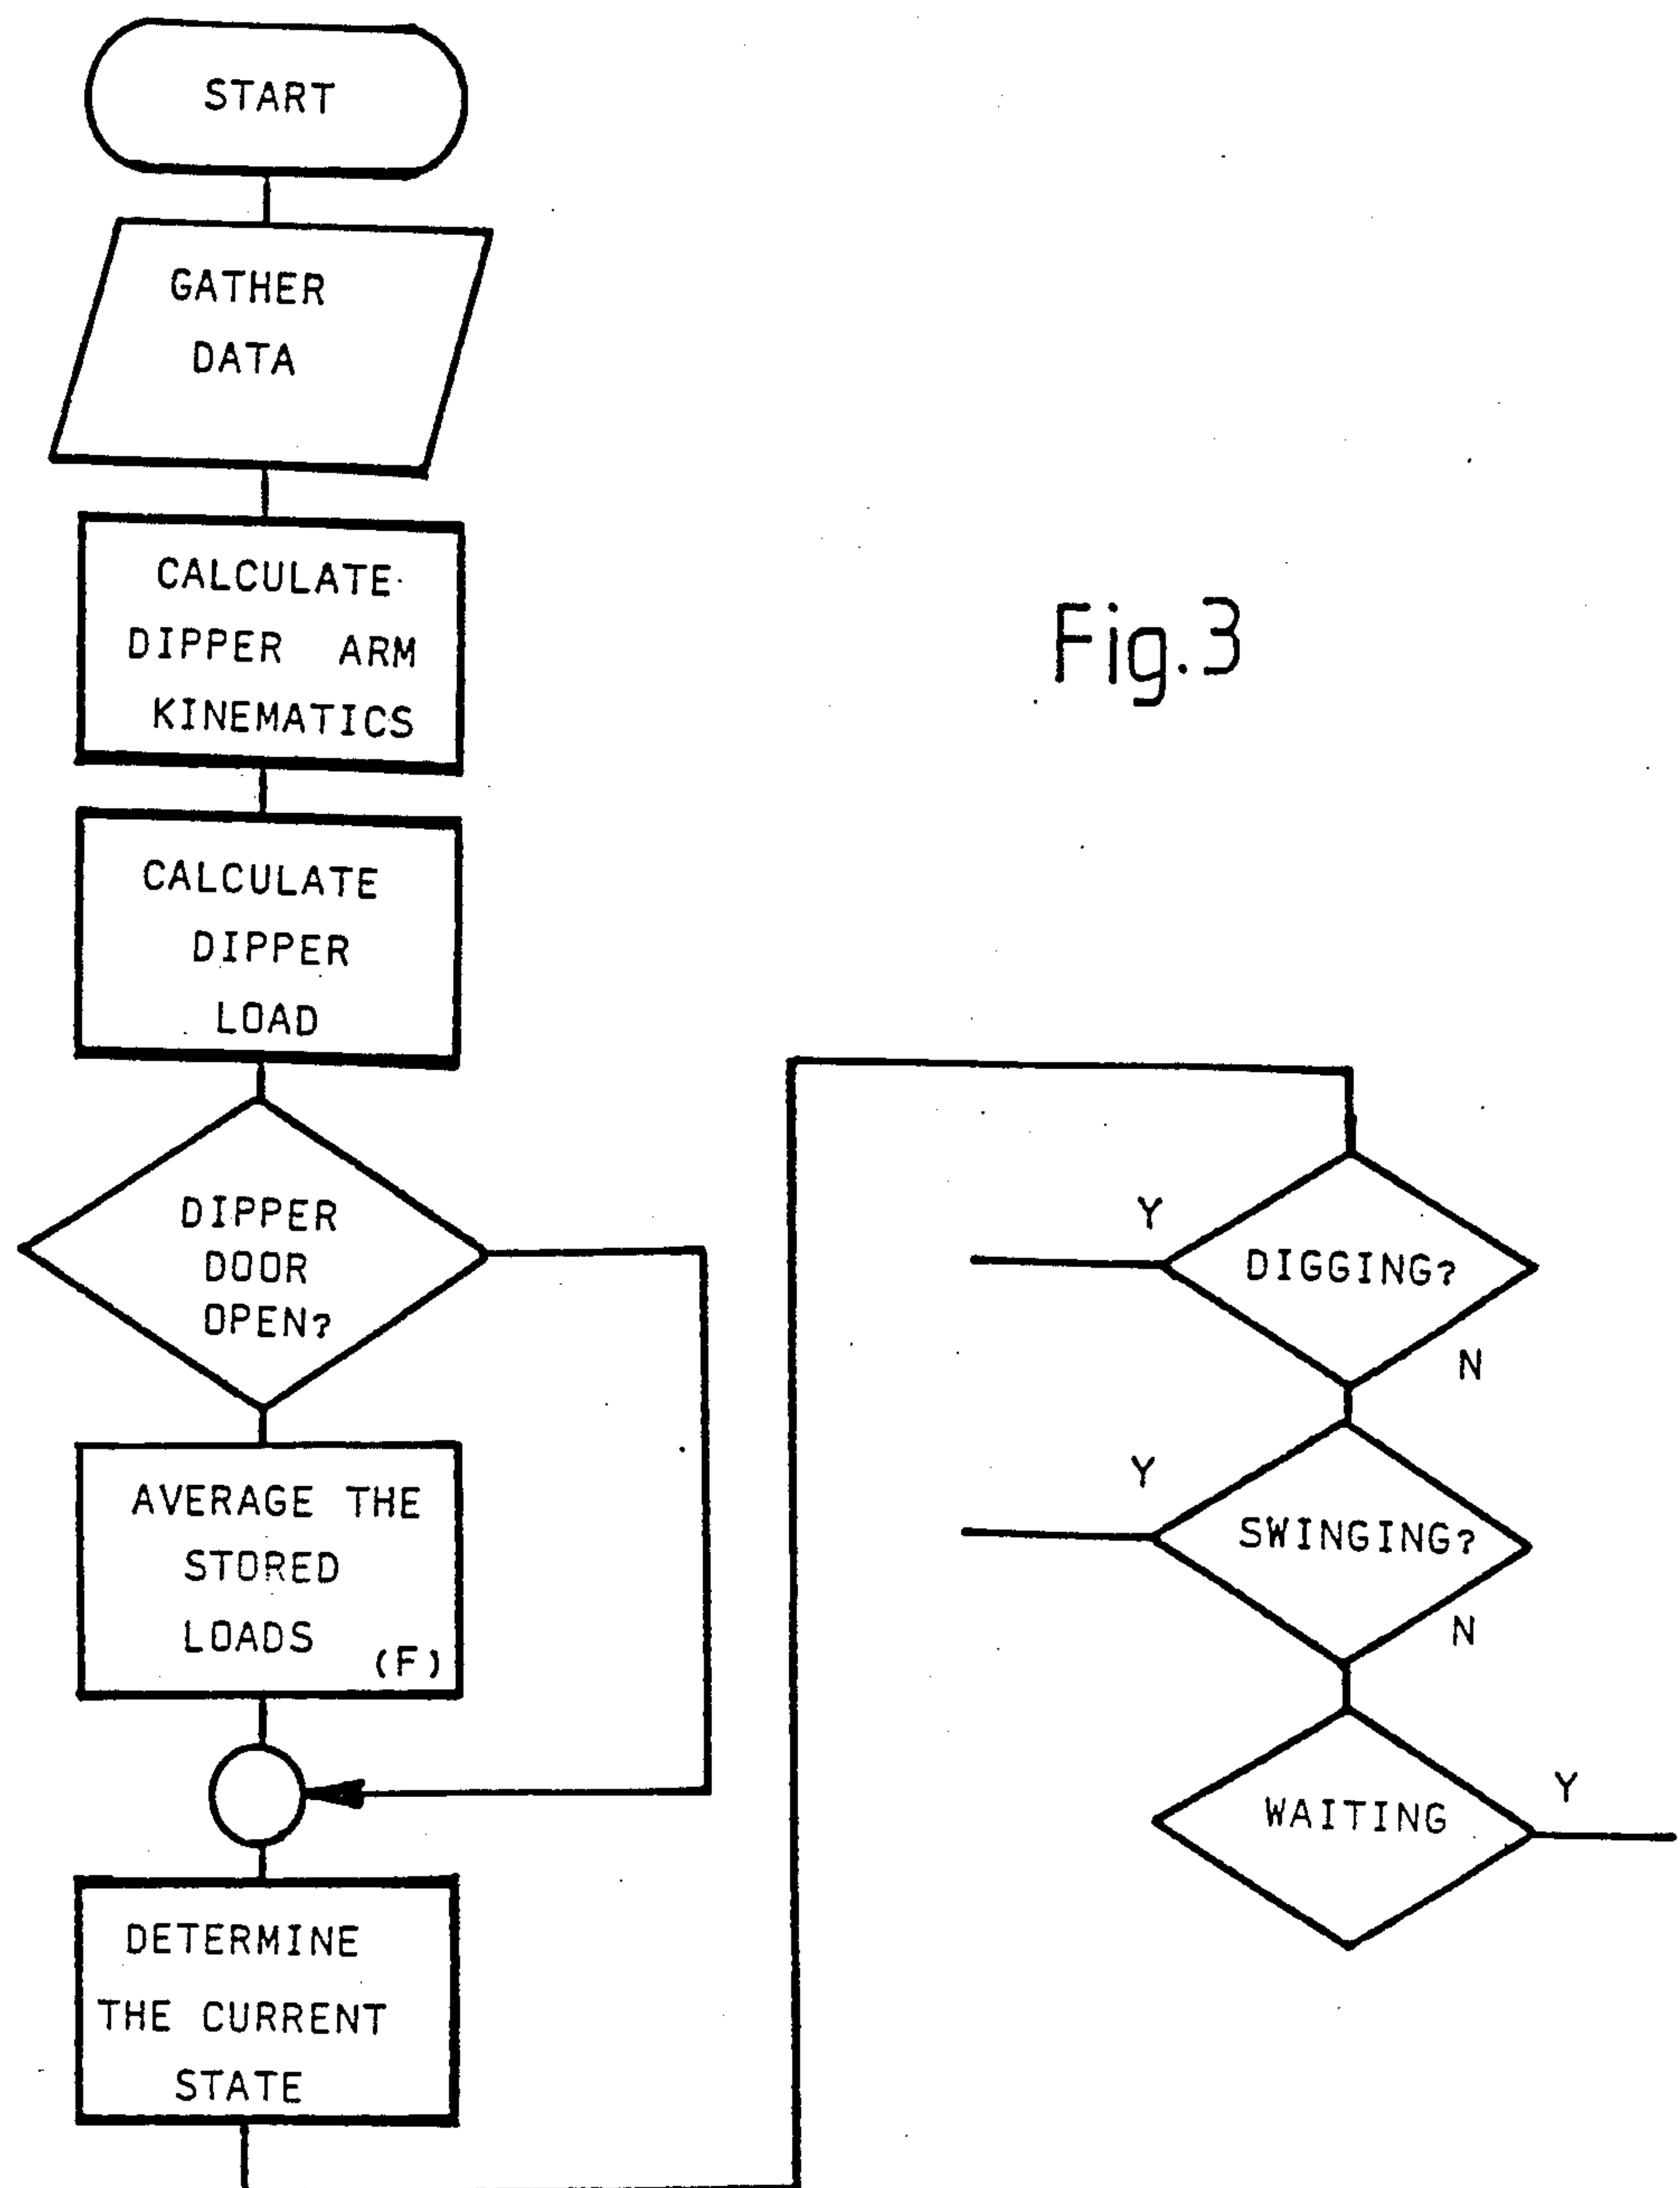 START
GATHER
DATA
CALCULATE
DIPPER ARM
KINEMATICS
CALCULATE
DIPPER
LOAD
DIPPER
DOOR
OPEN?
AVERAGE THE
STORED
LOADS
(F)
DETERMINE
THE CURRENT
STATE
Fig.3
Y
DIGGING?
N
Y
SWINGING?
N
WAITING
Y